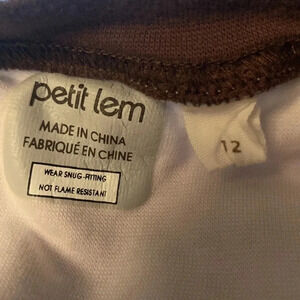 petit lem
MADE IN CHINA
FABRIQUÉ EN CHINE
WEAR SNUG-FITTING
NOT FLAME RESISTANT
12